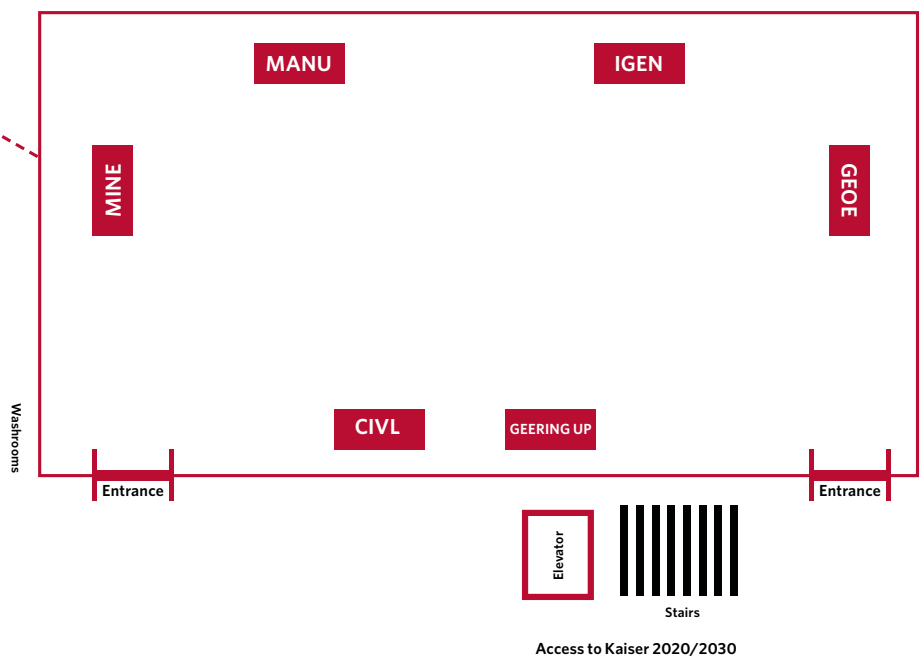 MANU
IGEN
MINE
GEOE
Washrooms
CIVL
GEERING UP
Entrance
Entrance
Elevator
Stairs
Access to Kaiser 2020/2030